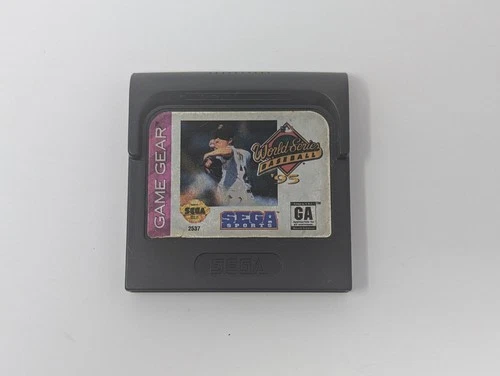 GAME GEAR
World Series
BASEBALL
'95
SEGA
2537
SEGA
SPORTS
GA
SEGA